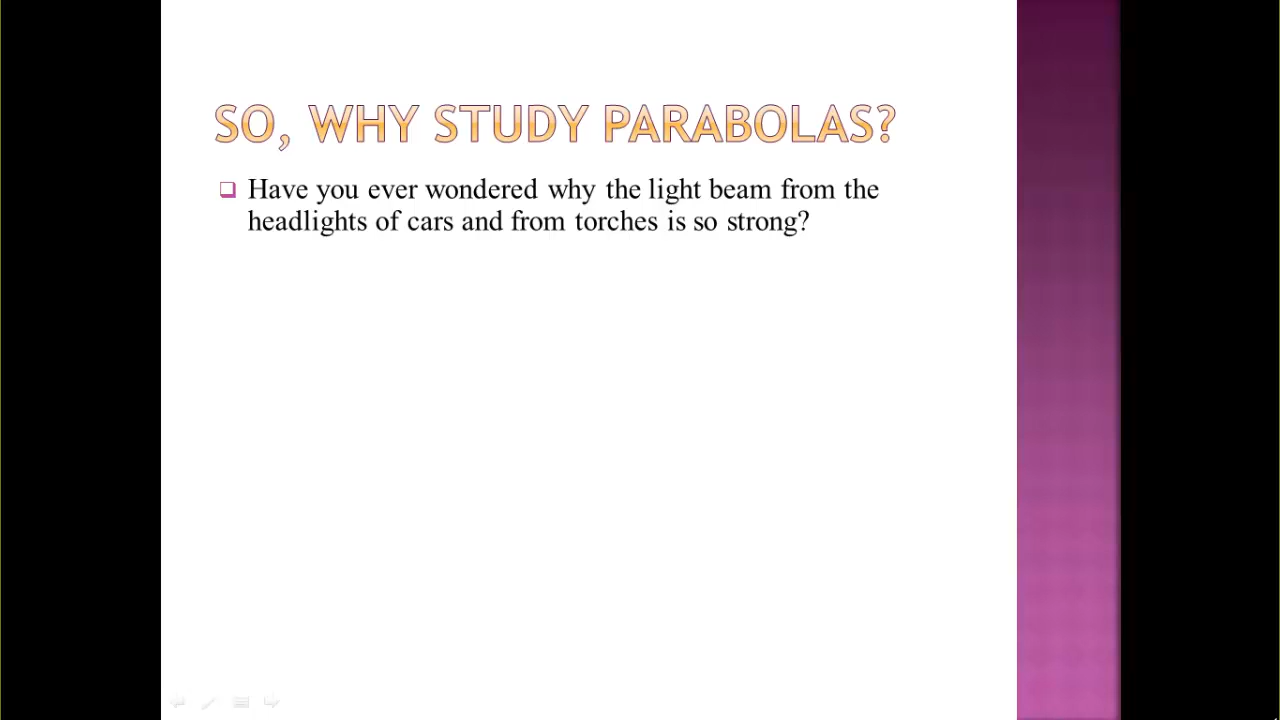 SO, WHY STUDY PARABOLAS?
Have you ever wondered why the light beam from the
headlights of cars and from torches is so strong?